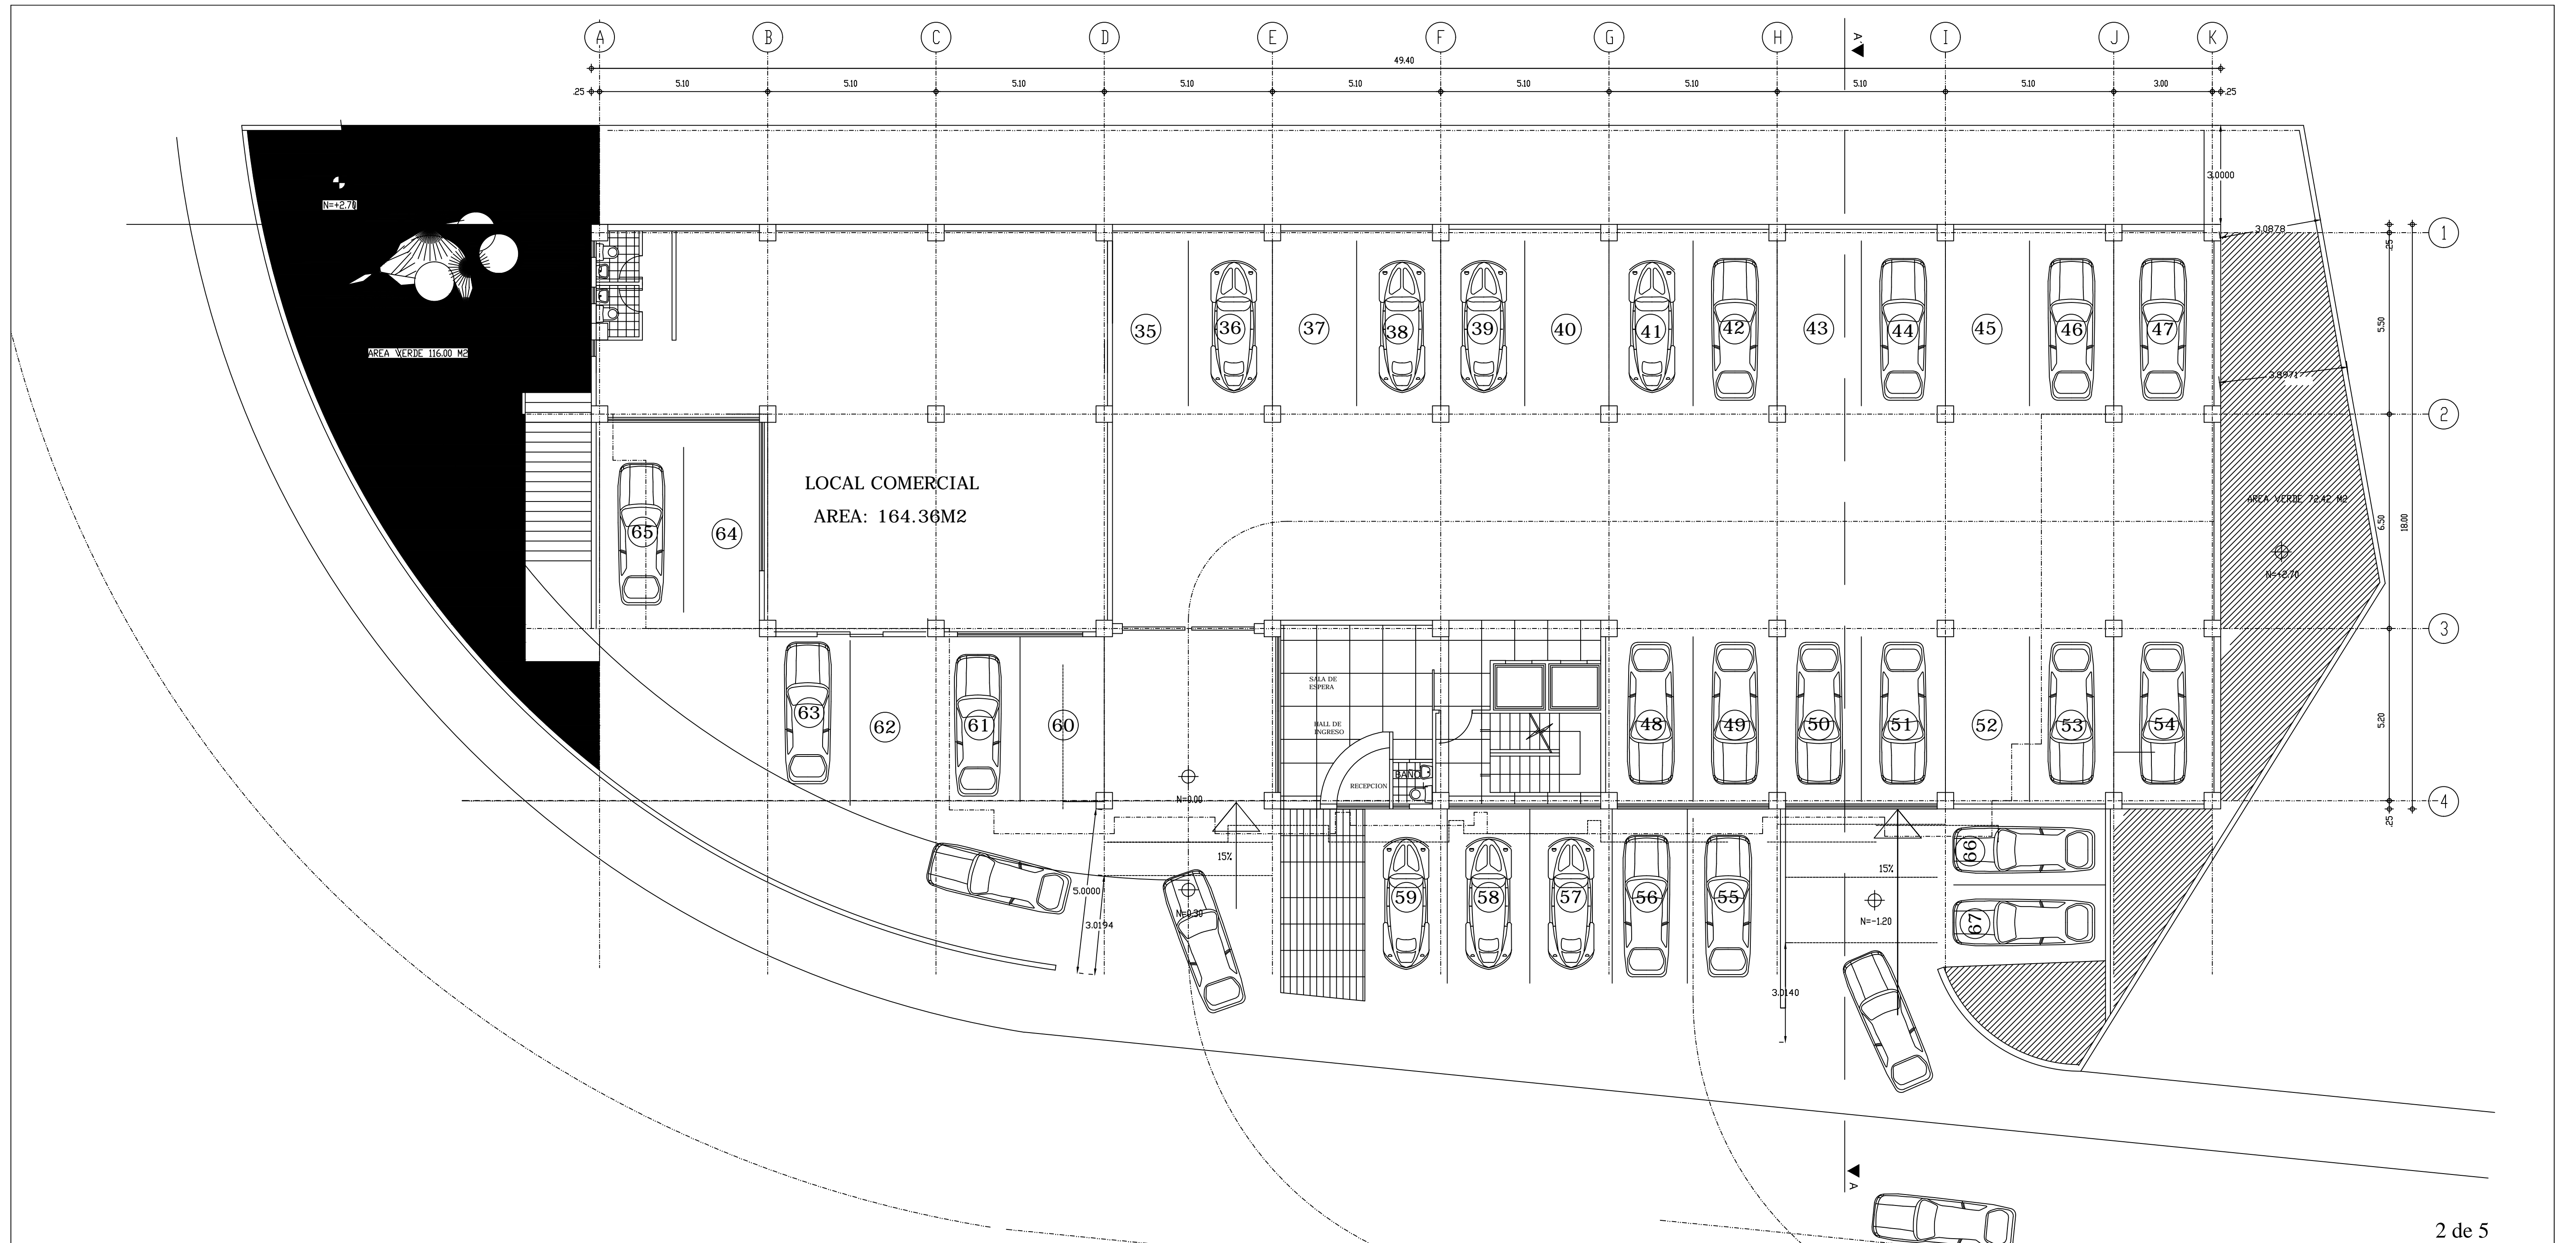 A B C D E F G H I J K
A'
49.40
.25 5.10 5.10 5.10 5.10 5.10 5.10 5.10 5.10 5.10 3.00 .25
3.0000
N=+2.70
3.0878
.25
1
AREA VERDE 116.00 M2
35 36 37 38 39 40 41 42 43 44 45 46 47
5.50
3.8971
2
LOCAL COMERCIAL
AREA: 164.36M2
65 64
AREA VERDE 72.42 M2
6.50
18.00
N=+2.70
3
SALA DE
ESPERA
HALL DE
INGRESO
63 62 61 60
48 49 50 51 52 53 54
5.20
BAÑO
RECEPCION
N=0.00
4
.25
15%
66
15%
5.0000
59 58 57 56 55
N=0.30
3.0194
N=-1.20
67
3.0140
A
2 de 5